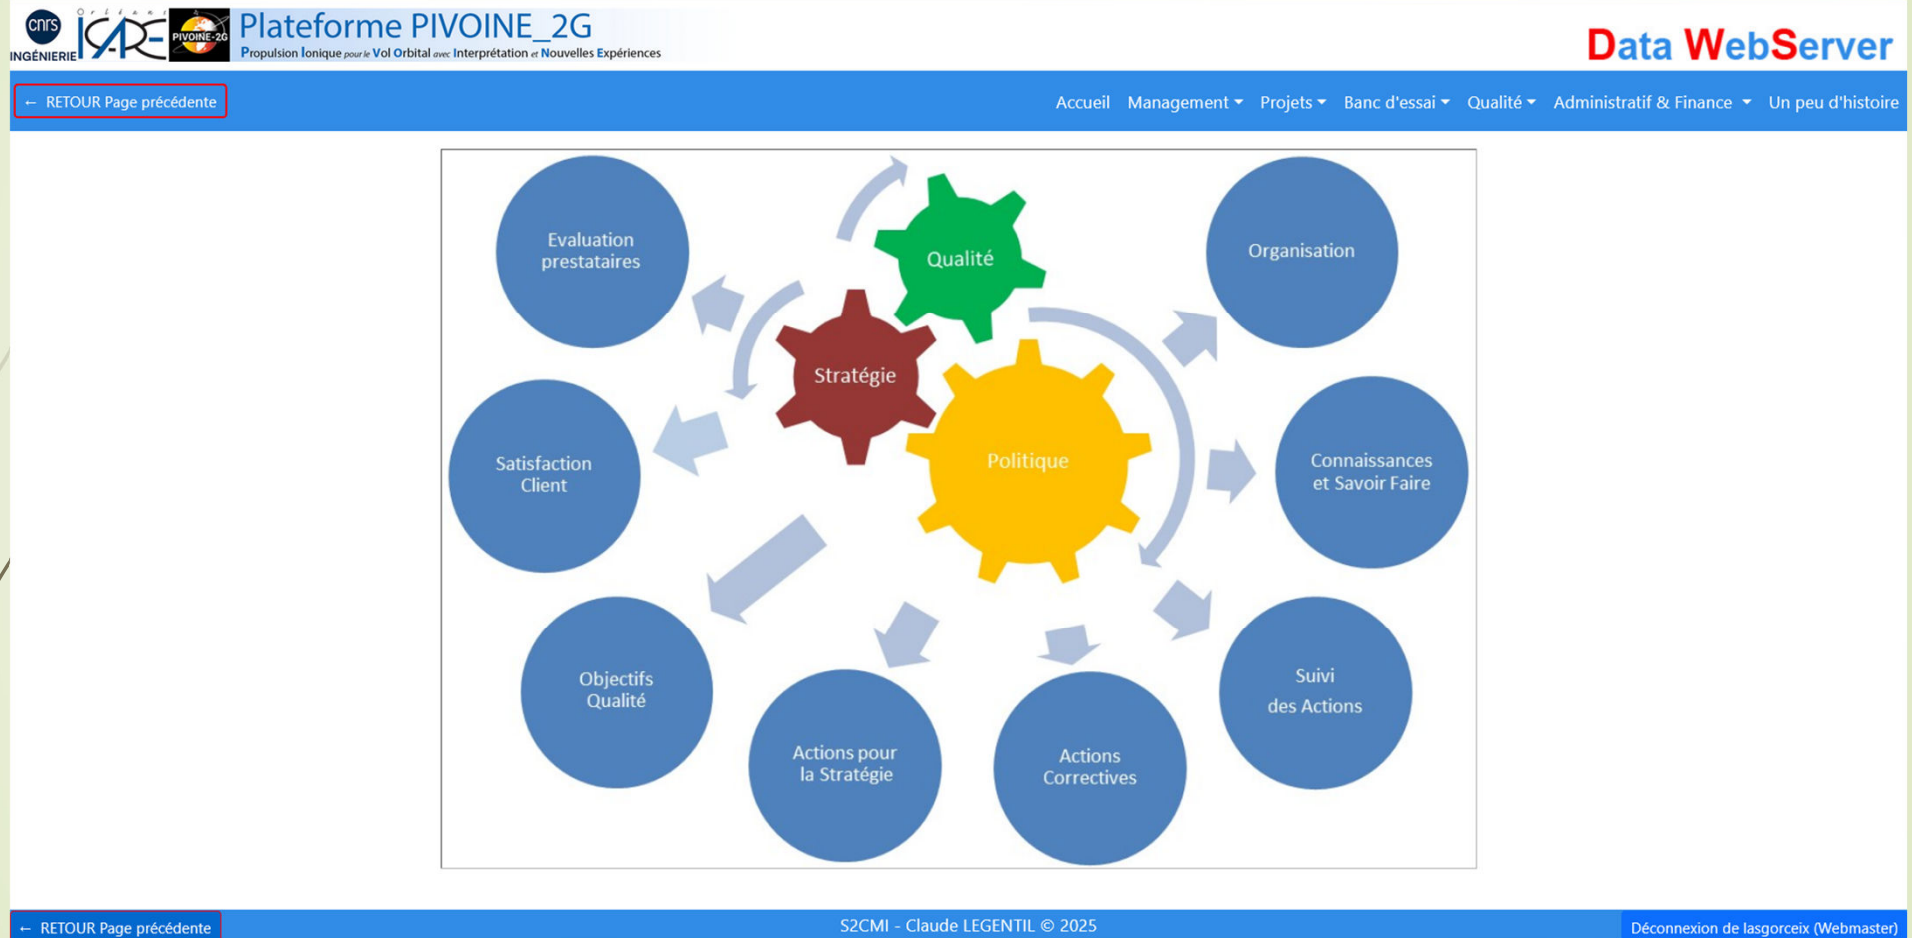 cnrs
INGÉNIERIE
Orléans
ICARE
PIVOINE-2G
Plateforme PIVOINE_2G
Propulsion Ionique pour le Vol Orbital avec Interprétation et Nouvelles Expériences
Data WebServer
← RETOUR Page précédente
Accueil Management Projets Banc d'essai Qualité Administratif & Finance Un peu d'histoire
Evaluation
prestataires
Qualité
Organisation
Stratégie
Politique
Satisfaction
Client
Connaissances
et Savoir Faire
Objectifs
Qualité
Suivi
des Actions
Actions pour
la Stratégie
Actions
Correctives
← RETOUR Page précédente
S2CMI - Claude LEGENTIL © 2025
Déconnexion de lasgorceix (Webmaster)